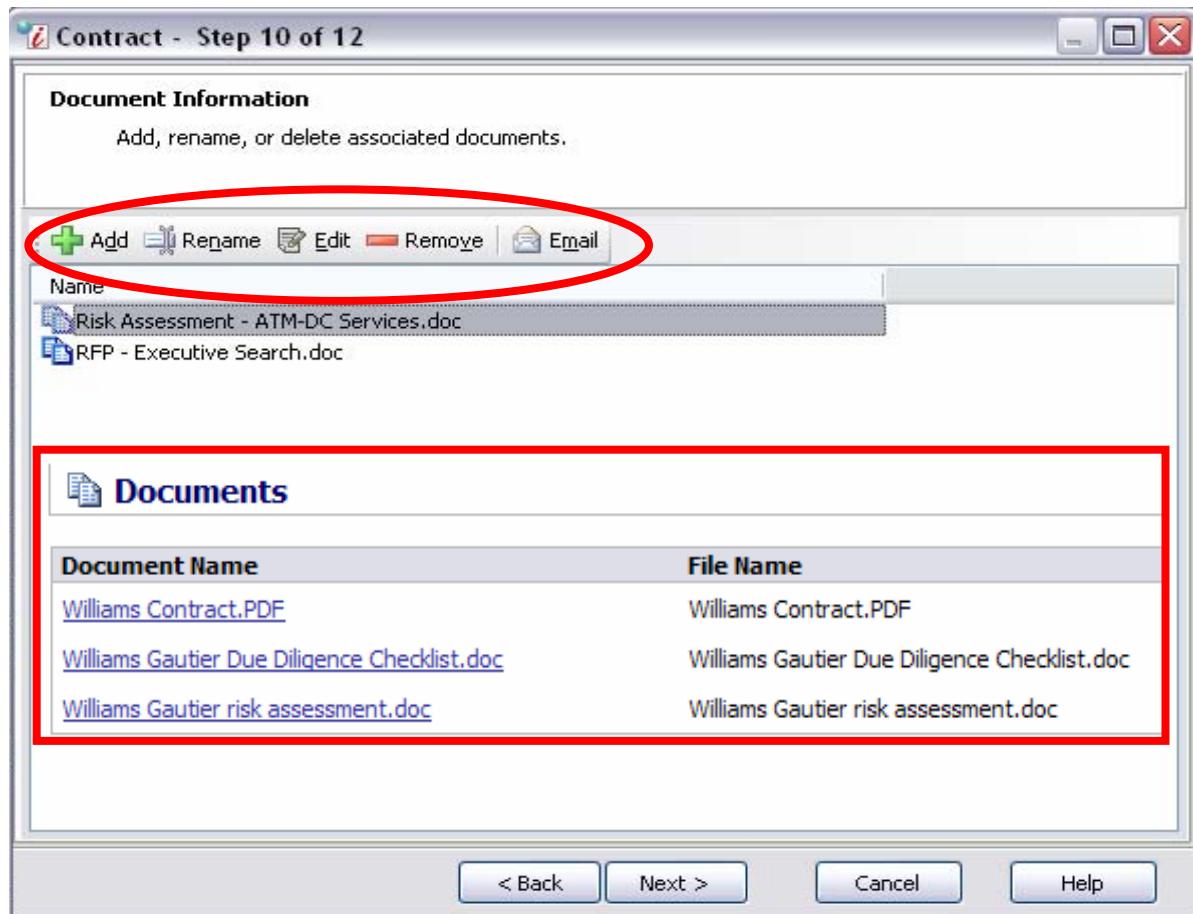 Contract - Step 10 of 12
Document Information
Add, rename, or delete associated documents.
Add Rename Edit Remove Email
Name
Risk Assessment - ATM-DC Services.doc
RFP - Executive Search.doc
Documents
Document Name File Name
Williams Contract.PDF Williams Contract.PDF
Williams Gautier Due Diligence Checklist.doc Williams Gautier Due Diligence Checklist.doc
Williams Gautier risk assessment.doc Williams Gautier risk assessment.doc
< Back Next > Cancel Help